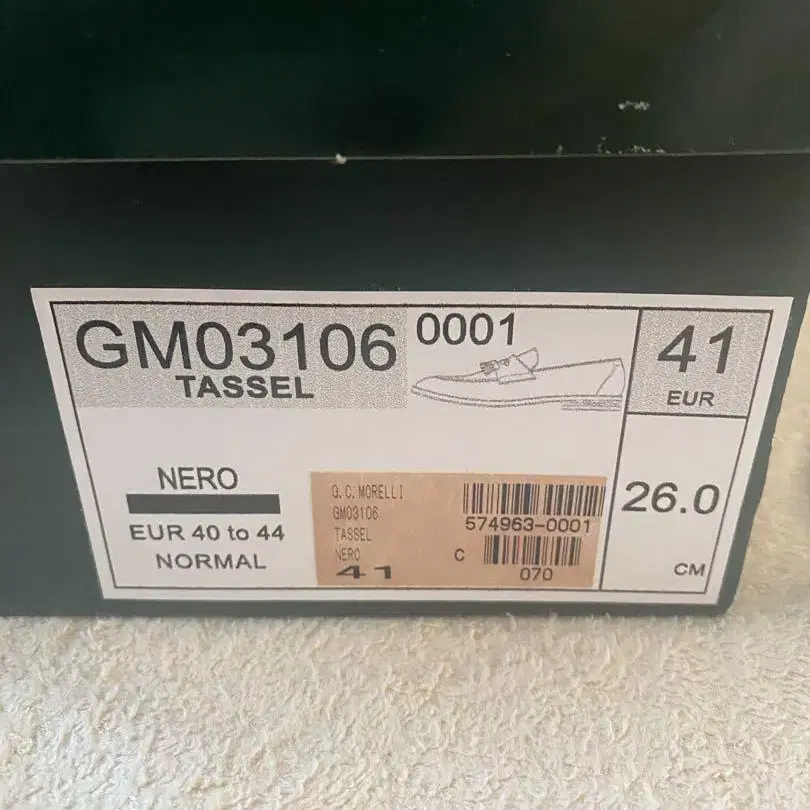 GM03106 0001
TASSEL
41
EUR
NERO
EUR 40 to 44
NORMAL
G.C.MORELLI
GM03106
TASSEL
NERO
41
574963-0001
C
070
26.0
CM